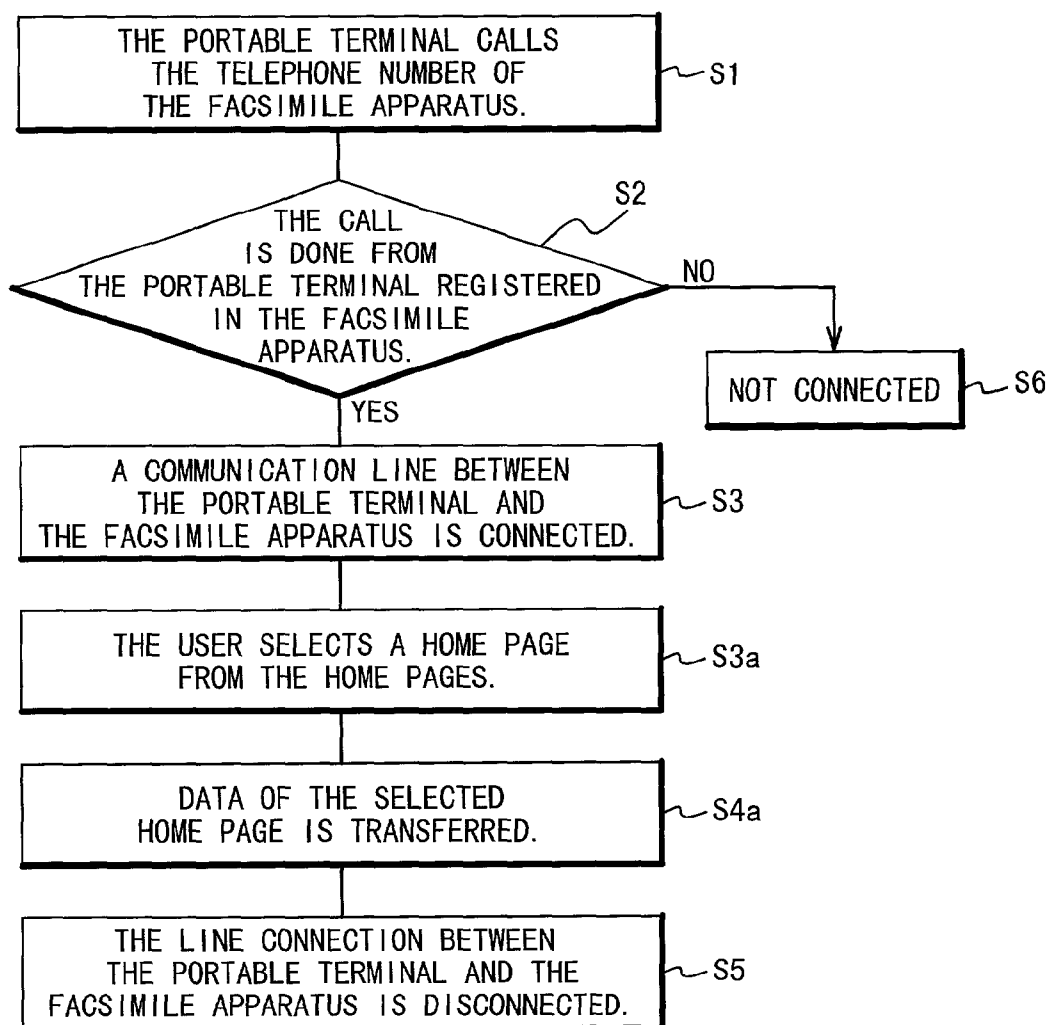 THE PORTABLE TERMINAL CALLS
THE TELEPHONE NUMBER OF
THE FACSIMILE APPARATUS.
S1
S2
THE CALL
IS DONE FROM
THE PORTABLE TERMINAL REGISTERED
IN THE FACSIMILE
APPARATUS.
NO
NOT CONNECTED
S6
YES
A COMMUNICATION LINE BETWEEN
THE PORTABLE TERMINAL AND
THE FACSIMILE APPARATUS IS CONNECTED.
S3
THE USER SELECTS A HOME PAGE
FROM THE HOME PAGES.
S3a
DATA OF THE SELECTED
HOME PAGE IS TRANSFERRED.
S4a
THE LINE CONNECTION BETWEEN
THE PORTABLE TERMINAL AND THE
FACSIMILE APPARATUS IS DISCONNECTED.
S5